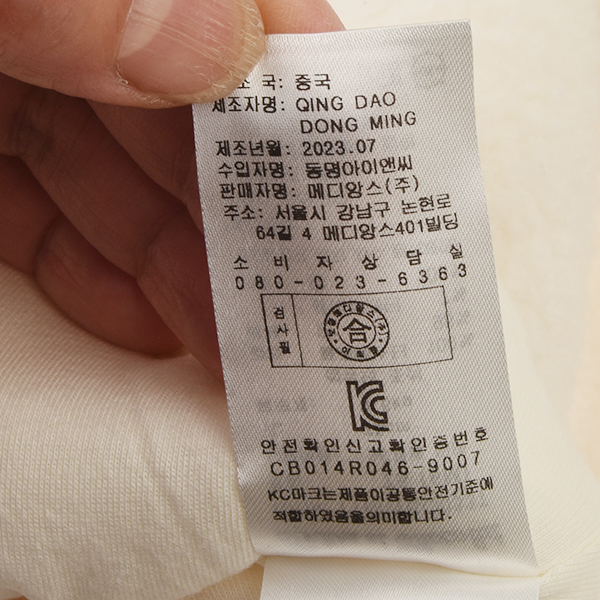 조 국: 중국
제조자명: QING DAO
DONG MING
제조년월: 2023.07
수입자명: 동명아이앤씨
판매자명: 메디앙스(주)
주소: 서울시 강남구 논현로
64길 4 메디앙스401빌딩
소비자상담실
080-023-6363
검사필
合
KC
안전확인신고확인증번호
CB014R046-9007
KC마크는제품이공통안전기준에
적합하였음을의미합니다.